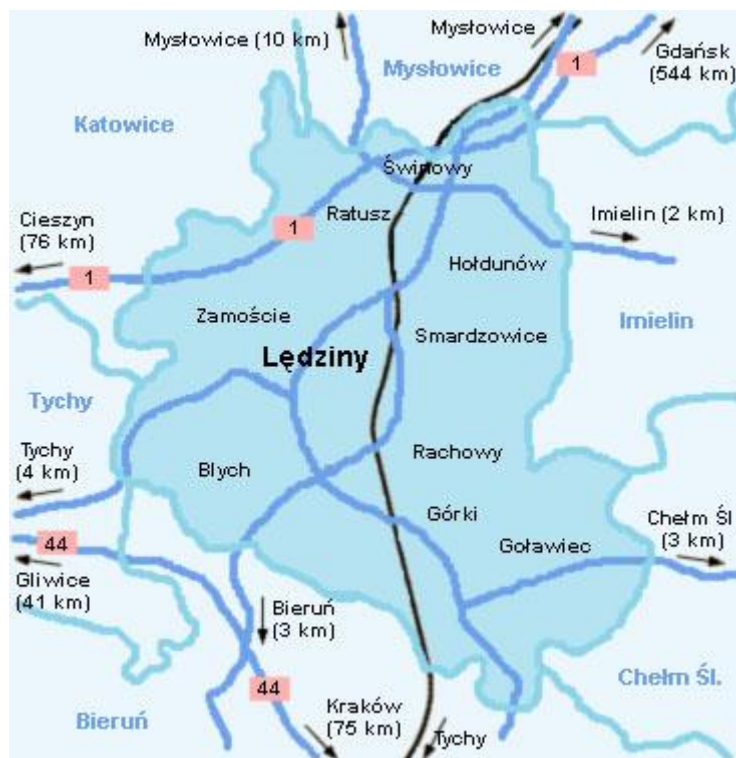 Mysłowice
Mysłowice (10 km)
Gdańsk
(544 km)
1
Mysłowice
Katowice
Świnowy
Ratusz
Imielin (2 km)
Cieszyn
(76 km)
1
1
Hołdunów
Zamoście
Smardzowice
Imielin
Lędziny
Tychy
Tychy
(4 km)
Rachowy
Blych
Górki
Chełm Śl
(3 km)
44
Goławiec
Gliwice
(41 km)
Bieruń
(3 km)
Chełm Śl.
44
Bieruń
Kraków
(75 km)
Tychy